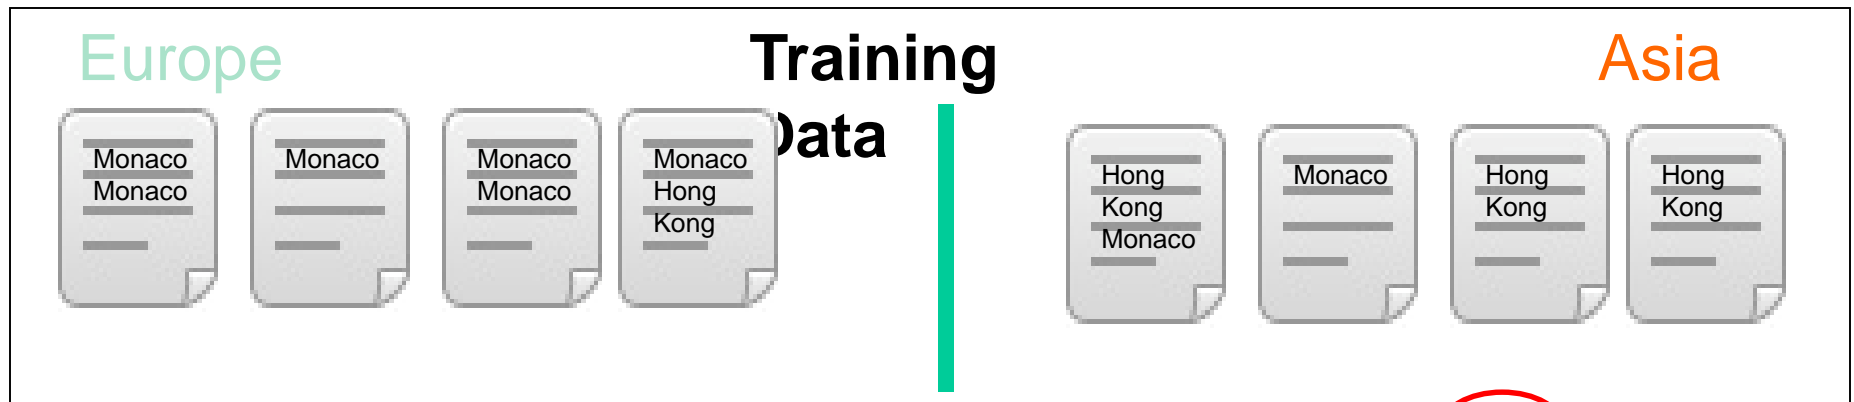 Europe
Training
Data
Asia
Monaco
Monaco
Monaco
Monaco
Monaco
Monaco
Hong
Kong
Hong
Kong
Monaco
Monaco
Hong
Kong
Hong
Kong